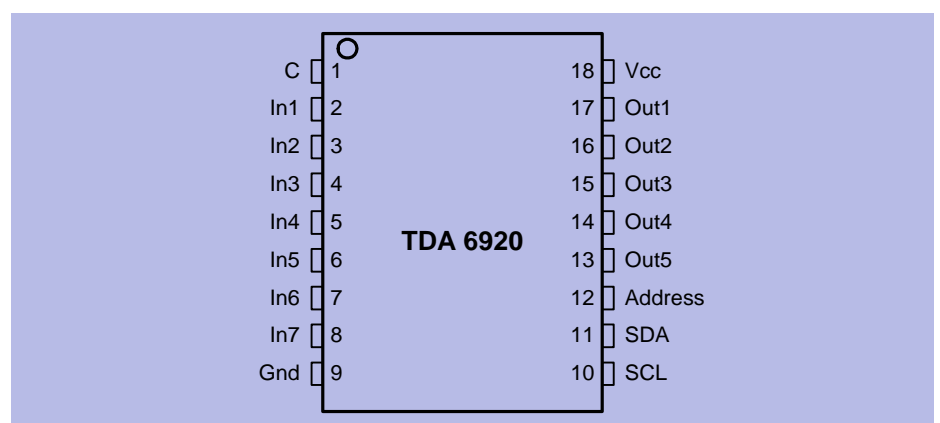 C 1 18 Vcc
In1 2 17 Out1
In2 3 16 Out2
In3 4 15 Out3
In4 5 14 Out4
TDA 6920
In5 6 13 Out5
In6 7 12 Address
In7 8 11 SDA
Gnd 9 10 SCL